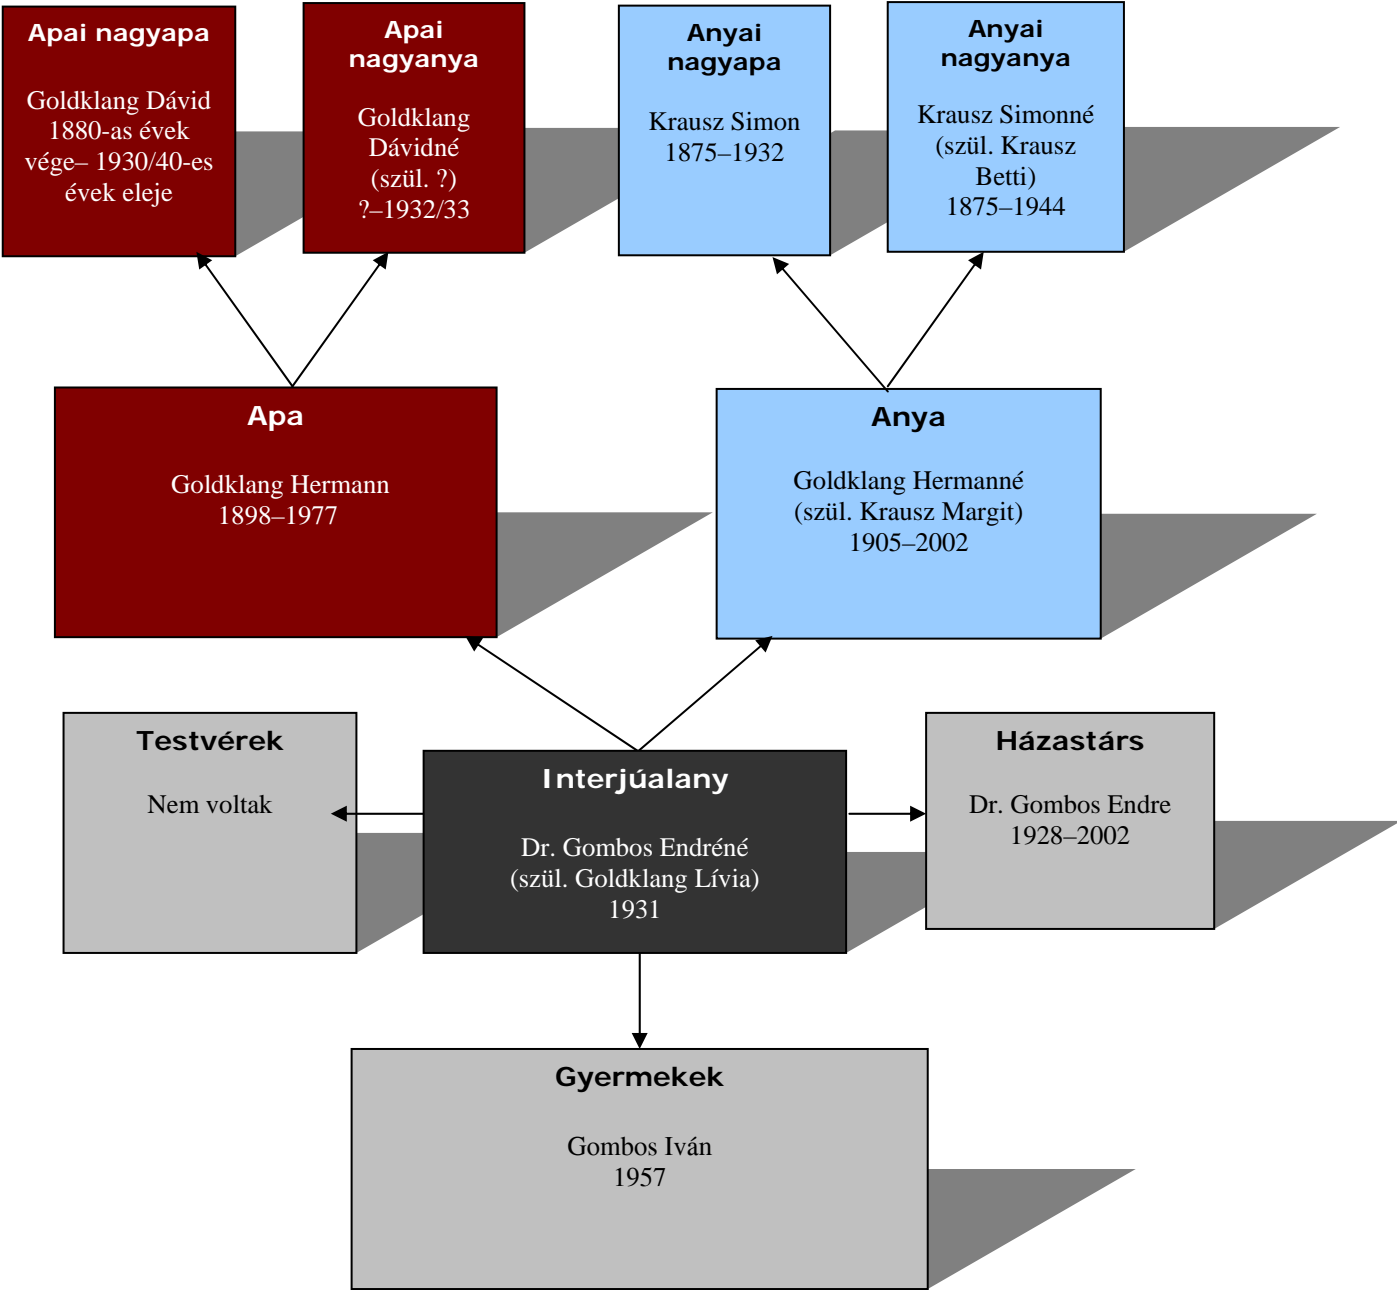 Apai nagyapa
Goldklang Dávid
1880-as évek
vége– 1930/40-es
évek eleje
Apai
nagyanya
Goldklang
Dávidné
(szül. ?)
?–1932/33
Anyai
nagyapa
Krausz Simon
1875–1932
Anyai
nagyanya
Krausz Simonné
(szül. Krausz
Betti)
1875–1944
Apa
Goldklang Hermann
1898–1977
Anya
Goldklang Hermanné
(szül. Krausz Margit)
1905–2002
Testvérek
Nem voltak
Interjúalany
Dr. Gombos Endréné
(szül. Goldklang Lívia)
1931
Házastárs
Dr. Gombos Endre
1928–2002
Gyermekek
Gombos Iván
1957